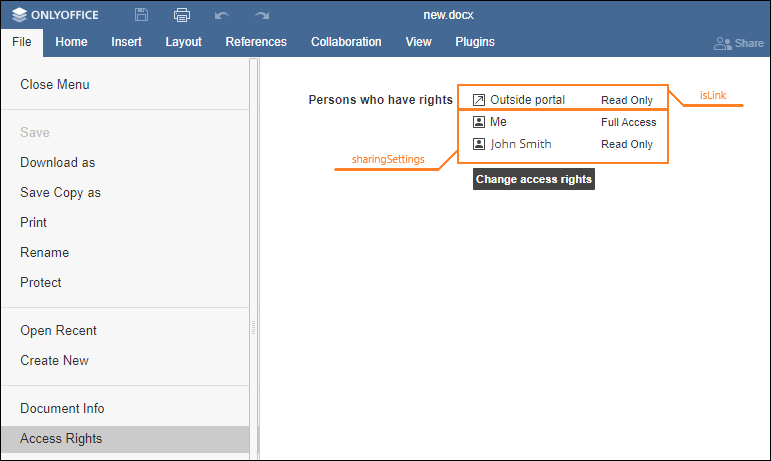 ONLYOFFICE new.docx
File Home Insert Layout References Collaboration View Plugins Share
Close Menu
Save
Download as
Save Copy as
Print
Rename
Protect
Open Recent
Create New
Document Info
Access Rights
Persons who have rights Outside portal Read Only isLink
Me Full Access
John Smith Read Only
sharingSettings
Change access rights